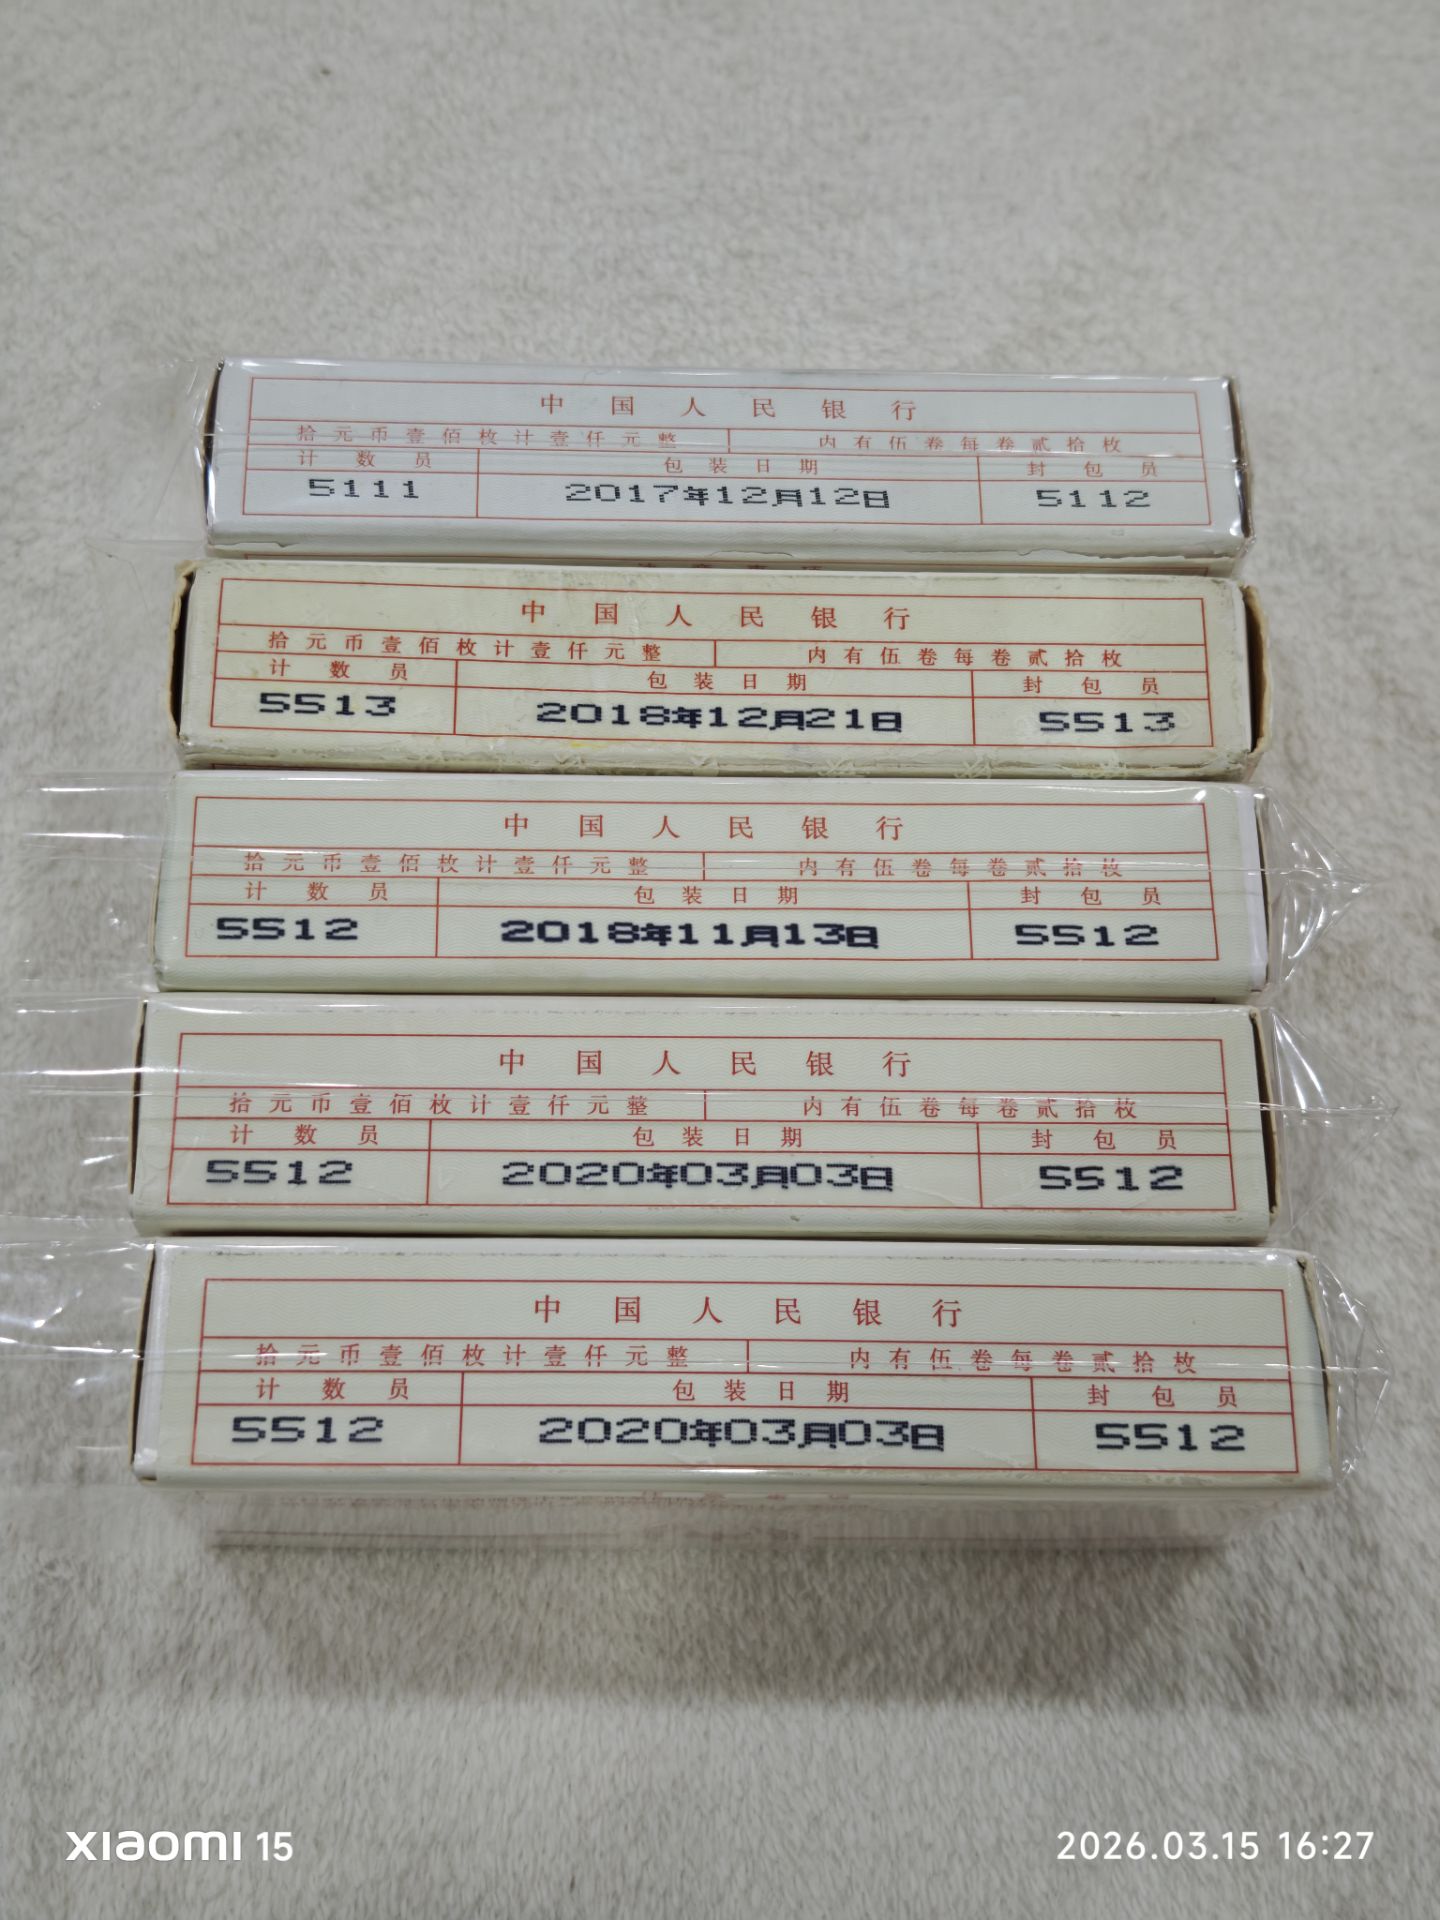 中国人民银行
拾元币壹佰枚计壹仟元整 内有伍卷每卷贰拾枚
计数员 包装日期 封包员
5111 2017年12月12日 5112
注意事项
中国人民银行
拾元币壹佰枚计壹仟元整 内有伍卷每卷贰拾枚
计数员 包装日期 封包员
5513 2018年12月21日 5513
中国人民银行
拾元币壹佰枚计壹仟元整 内有伍卷每卷贰拾枚
计数员 包装日期 封包员
5512 2018年11月13日 5512
中国人民银行
拾元币壹佰枚计壹仟元整 内有伍卷每卷贰拾枚
计数员 包装日期 封包员
5512 2020年03月03日 5512
中国人民银行
拾元币壹佰枚计壹仟元整 内有伍卷每卷贰拾枚
计数员 包装日期 封包员
5512 2020年03月03日 5512
xiaomi 15 2026.03.15 16:27